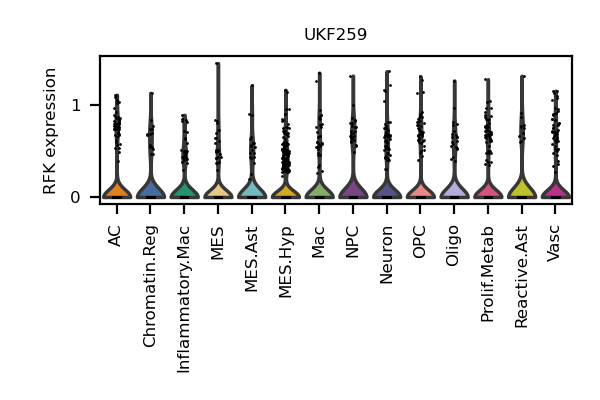 UKF259
RFK expression
1
0
AC
Chromatin.Reg
Inflammatory.Mac
MES
MES.Ast
MES.Hyp
Mac
NPC
Neuron
OPC
Oligo
Prolif.Metab
Reactive.Ast
Vasc